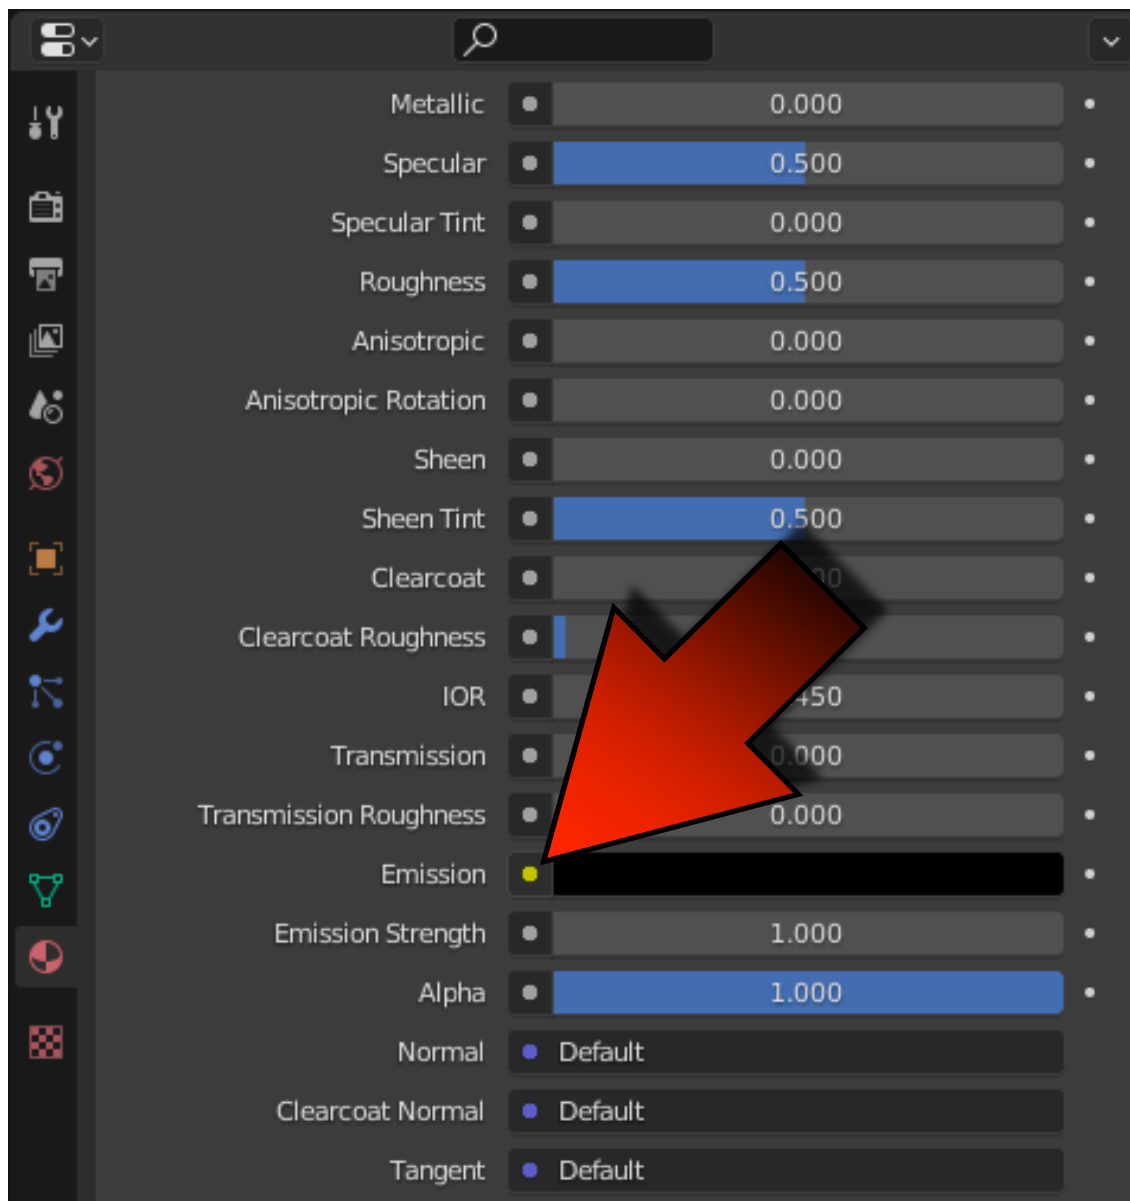 Metallic 0.000
Specular 0.500
Specular Tint 0.000
Roughness 0.500
Anisotropic 0.000
Anisotropic Rotation 0.000
Sheen 0.000
Sheen Tint 0.500
Clearcoat
Clearcoat Roughness
IOR 450
Transmission 0.000
Transmission Roughness 0.000
Emission
Emission Strength 1.000
Alpha 1.000
Normal Default
Clearcoat Normal Default
Tangent Default